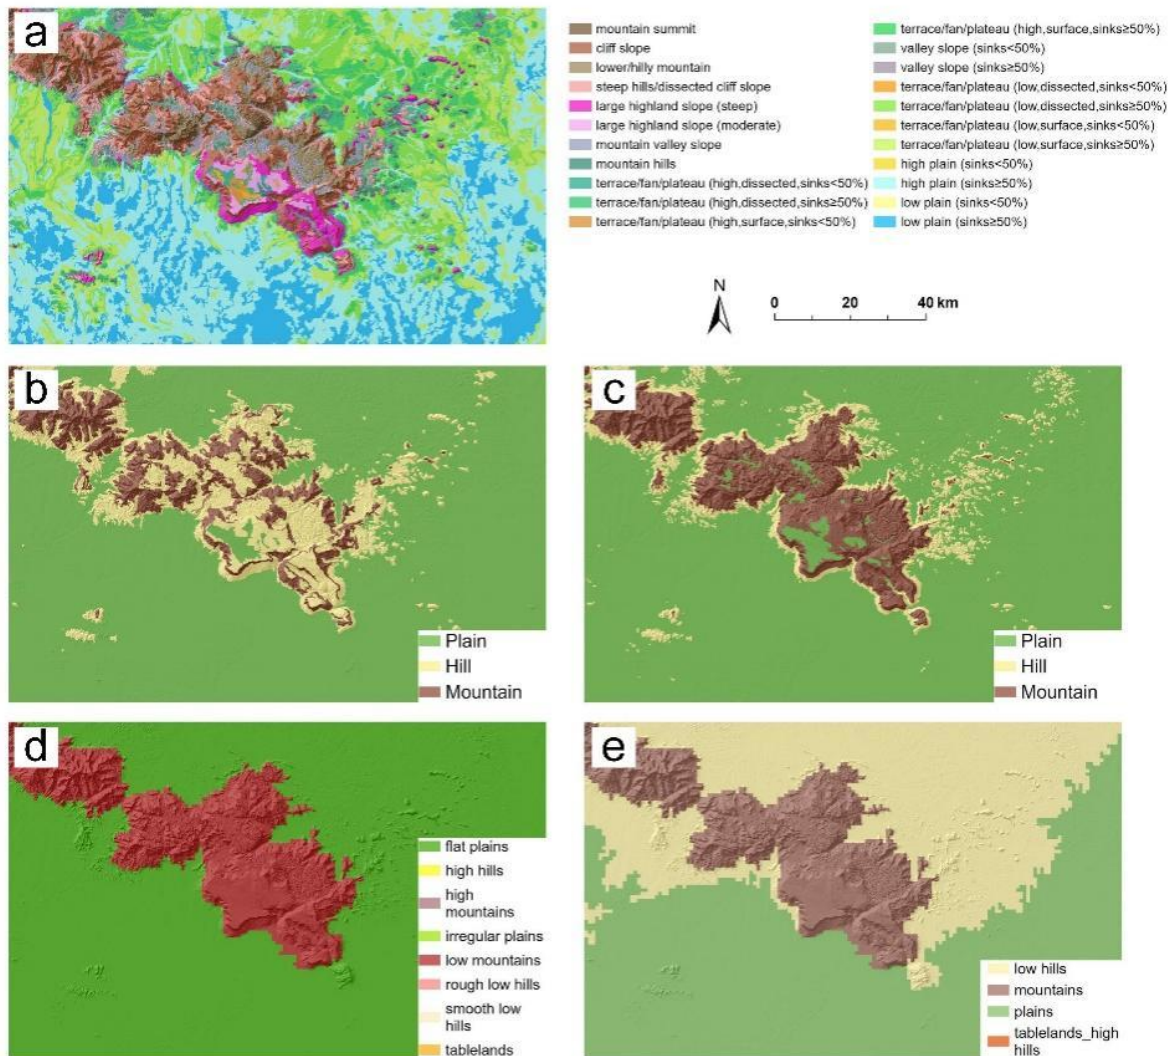 a
mountain summit
cliff slope
lower/hilly mountain
steep hills/dissected cliff slope
large highland slope (steep)
large highland slope (moderate)
mountain valley slope
mountain hills
terrace/fan/plateau (high,dissected,sinks<50%)
terrace/fan/plateau (high,dissected,sinks≥50%)
terrace/fan/plateau (high,surface,sinks<50%)
terrace/fan/plateau (high,surface,sinks≥50%)
valley slope (sinks<50%)
valley slope (sinks≥50%)
terrace/fan/plateau (low,dissected,sinks<50%)
terrace/fan/plateau (low,dissected,sinks≥50%)
terrace/fan/plateau (low,surface,sinks<50%)
terrace/fan/plateau (low,surface,sinks≥50%)
high plain (sinks<50%)
high plain (sinks≥50%)
low plain (sinks<50%)
low plain (sinks≥50%)
N
0 20 40 km
b
Plain
Hill
Mountain
c
Plain
Hill
Mountain
d
flat plains
high hills
high
mountains
irregular plains
low mountains
rough low hills
smooth low
hills
tablelands
e
low hills
mountains
plains
tablelands_high
hills